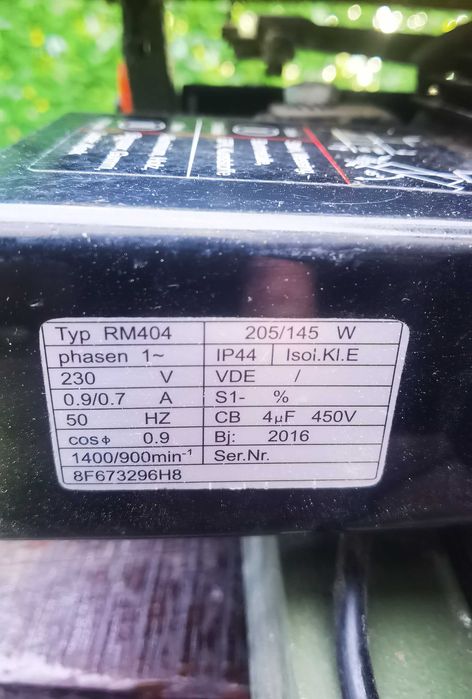 Typ RM404 205/145 W
phasen 1~ IP44 Isoi.Kl.E
230 V VDE /
0.9/0.7 A S1- %
50 HZ CB 4µF 450V
cosϕ 0.9 Bj: 2016
1400/900min⁻¹ Ser.Nr.
8F673296H8